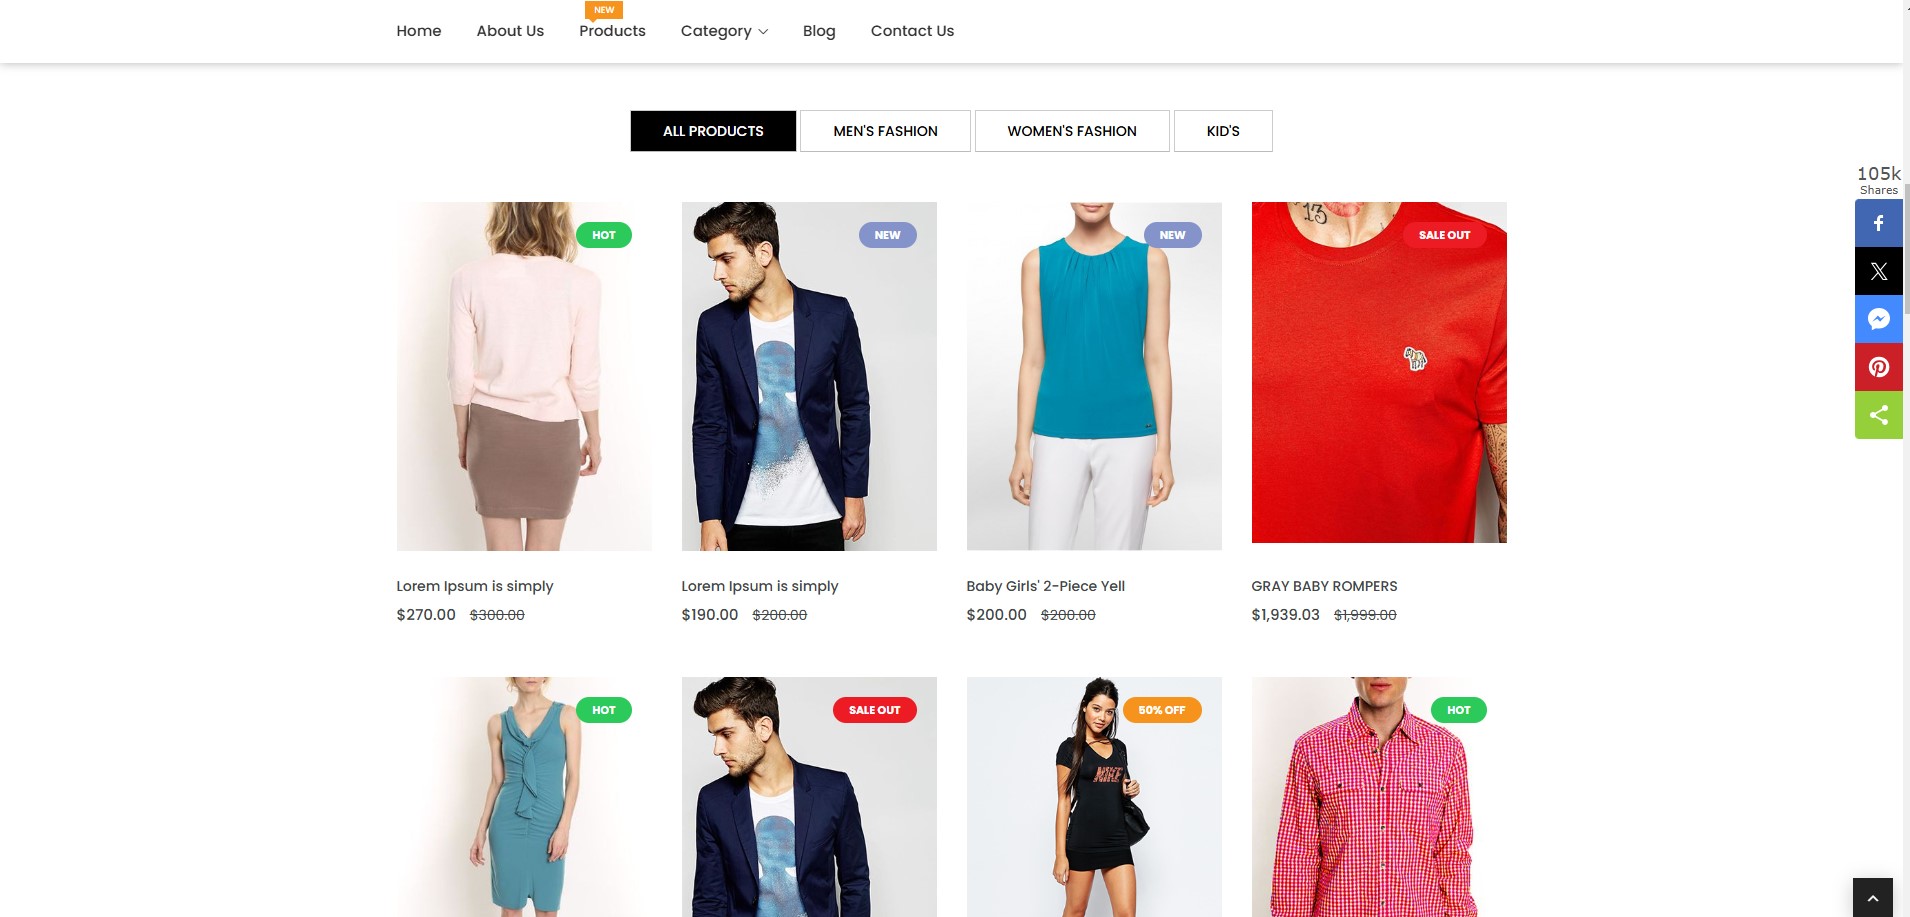 NEW
Home About Us Products Category Blog Contact Us
ALL PRODUCTS MEN'S FASHION WOMEN'S FASHION KID'S
105k
Shares
HOT NEW NEW SALE OUT
13
Lorem Ipsum is simply Lorem Ipsum is simply Baby Girls' 2-Piece Yell GRAY BABY ROMPERS
$270.00 $300.00 $190.00 $200.00 $200.00 $200.00 $1,939.03 $1,999.00
HOT SALE OUT 50% OFF HOT
NIKE